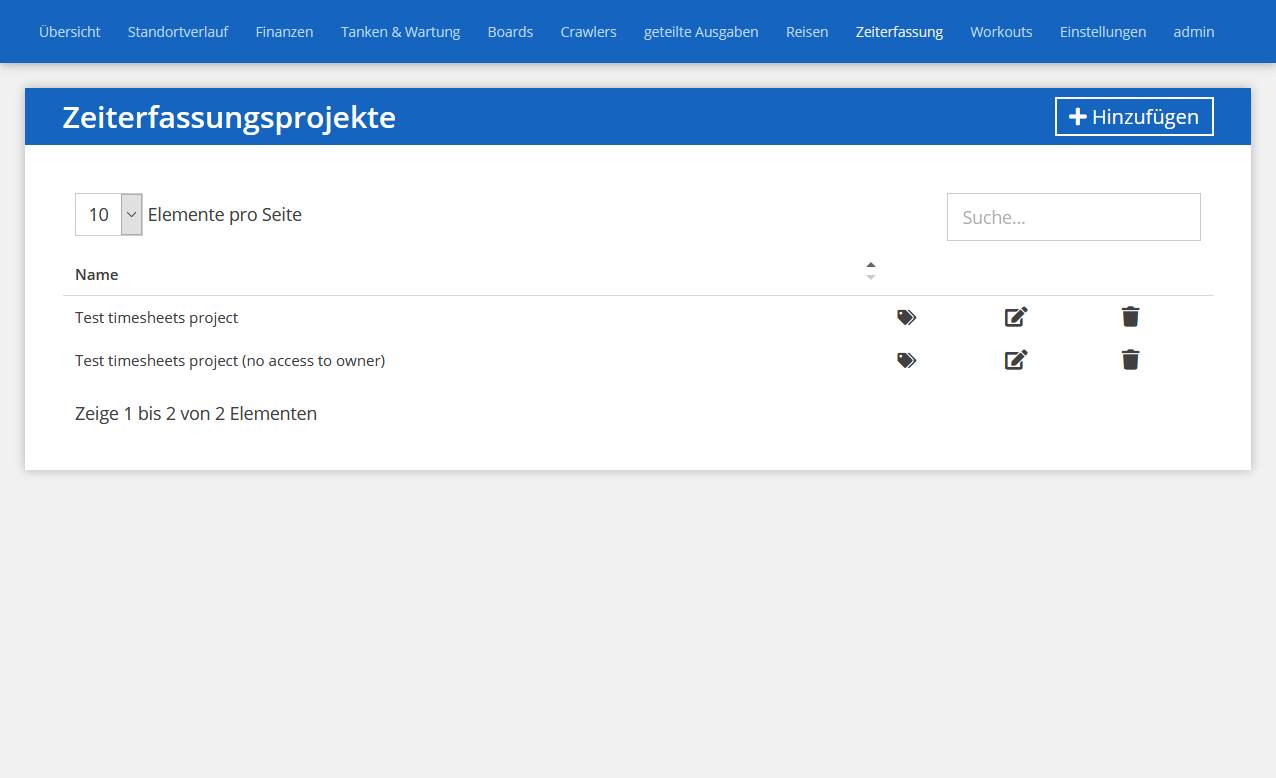 Übersicht Standortverlauf Finanzen Tanken & Wartung Boards Crawlers geteilte Ausgaben Reisen Zeiterfassung Workouts Einstellungen admin
Zeiterfassungsprojekte Hinzufügen
10 Elemente pro Seite Suche...
Name
Test timesheets project
Test timesheets project (no access to owner)
Zeige 1 bis 2 von 2 Elementen